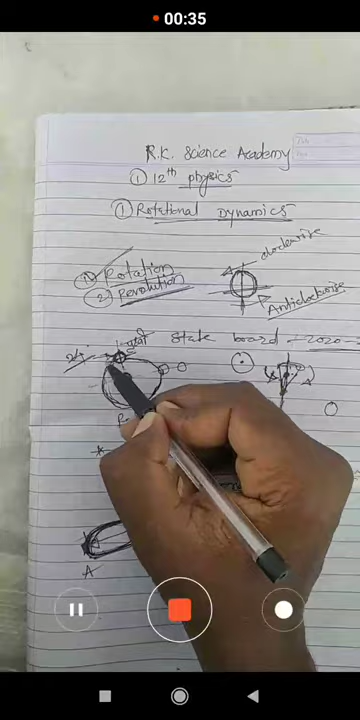 00:35
R.K. Science Academy
① 12th physics
① Rotational Dynamics
clockwise
① Rotation
② Revolution
Anticlockwise
State board - 2020
A